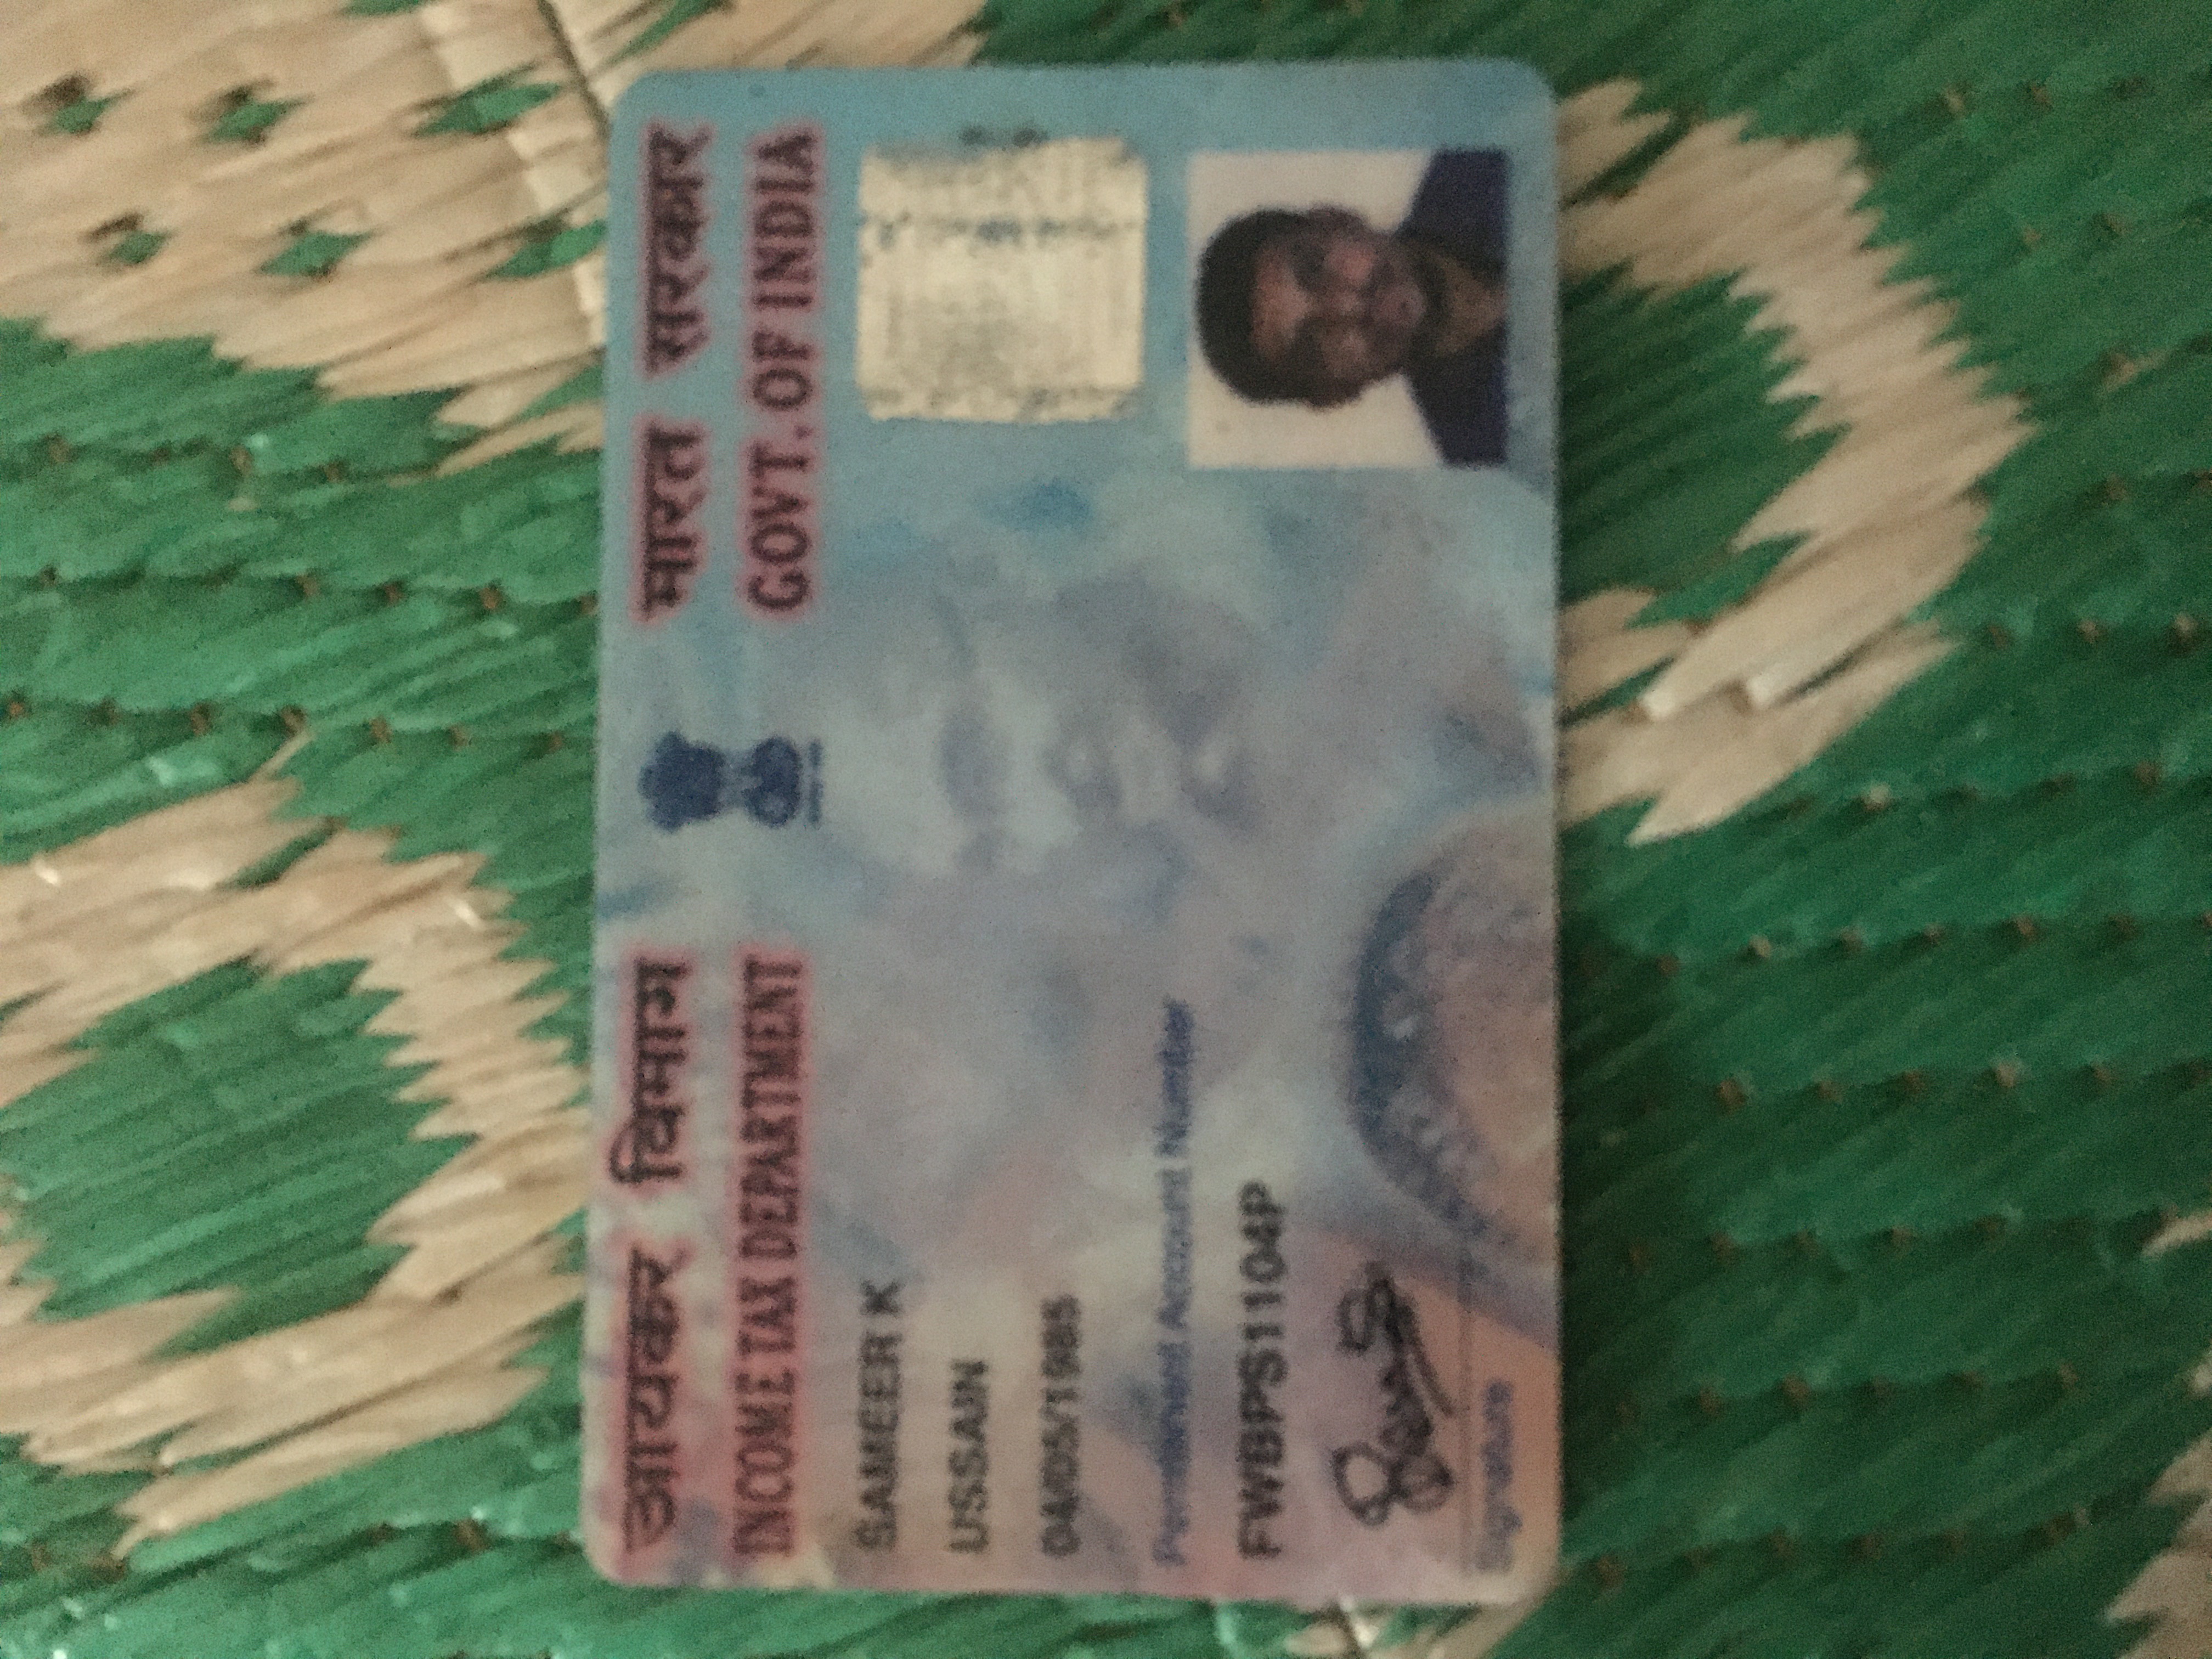 आयकर विभाग
INCOME TAX DEPARTMENT
भारत सरकार
GOVT. OF INDIA
SAMEER K
USSAIN
04/05/1985
Permanent Account Number
FWBPS1104P
Signature